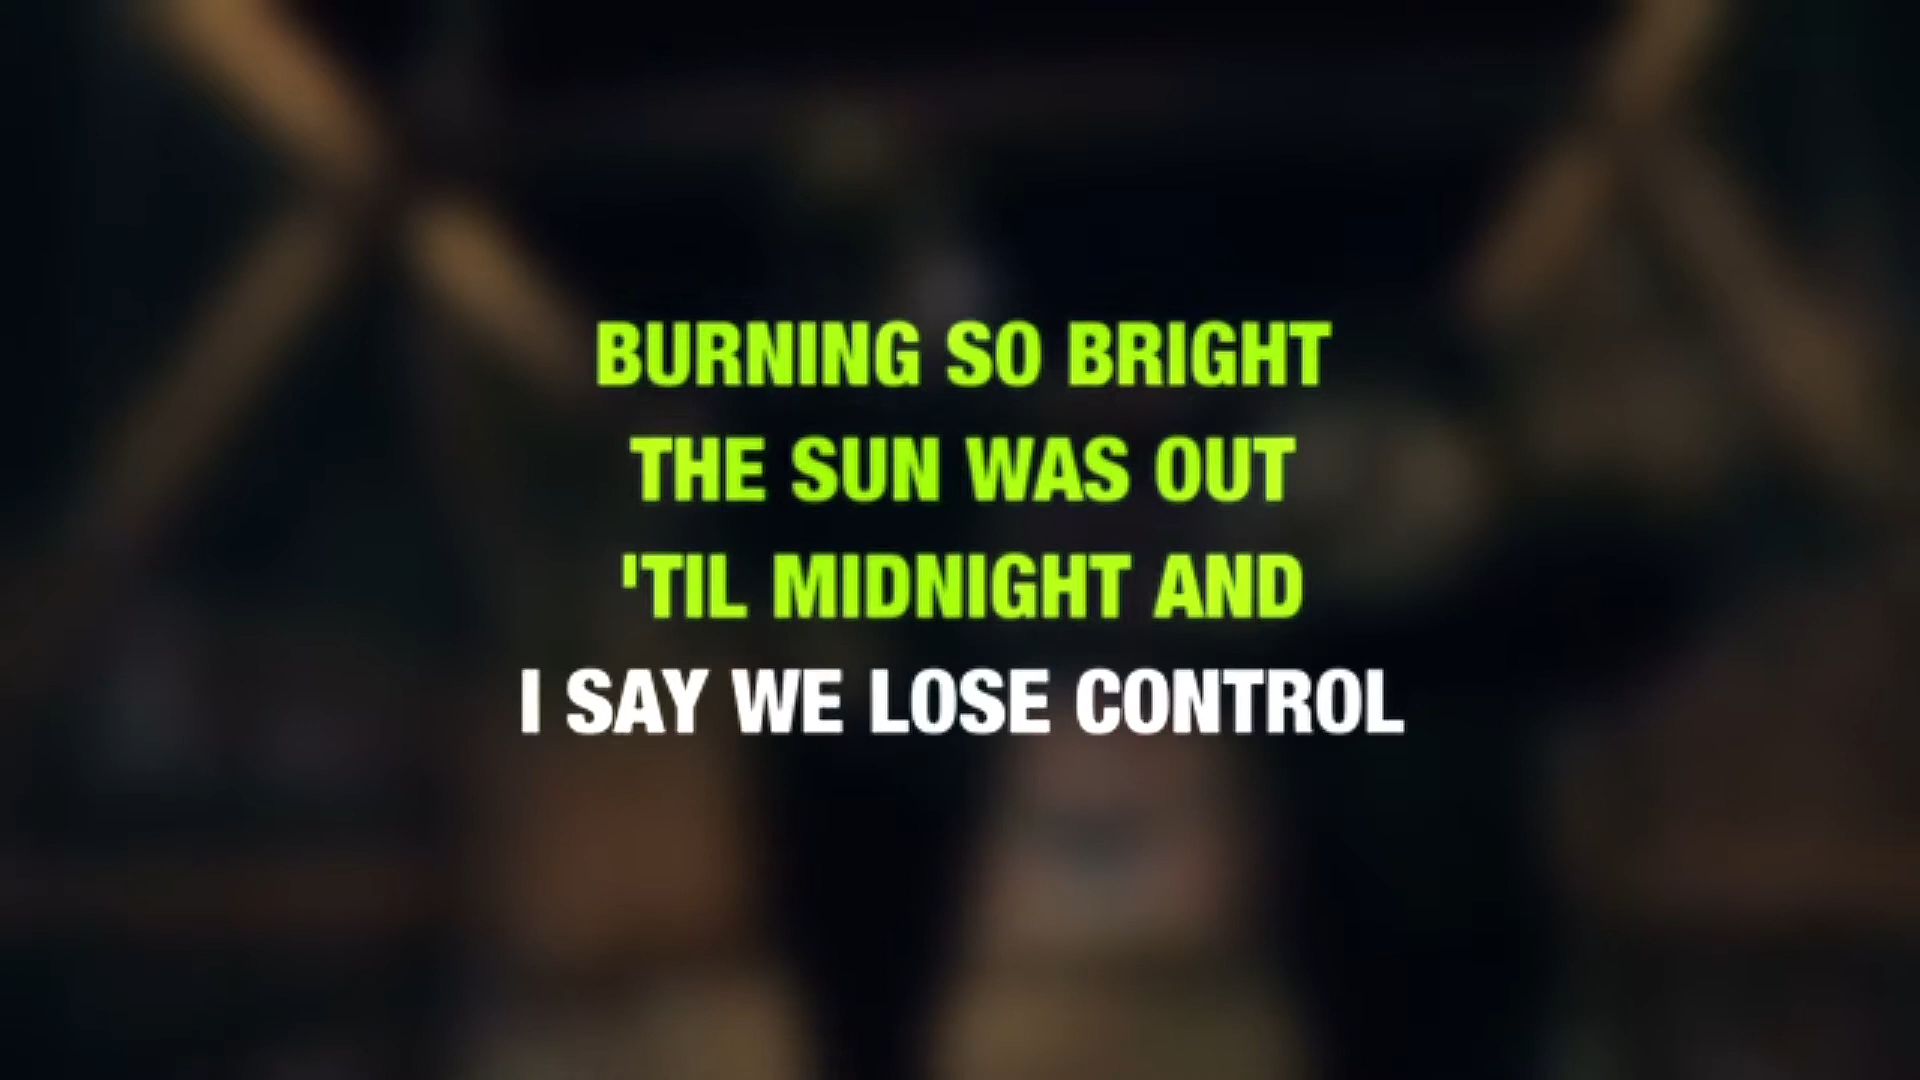 BURNING SO BRIGHT
THE SUN WAS OUT
'TIL MIDNIGHT AND
I SAY WE LOSE CONTROL